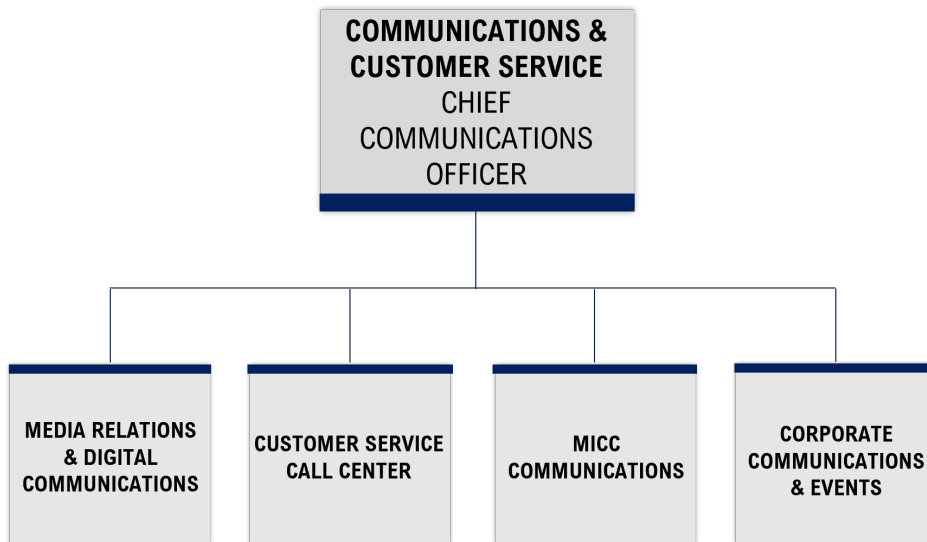 COMMUNICATIONS &
CUSTOMER SERVICE
CHIEF
COMMUNICATIONS
OFFICER
MEDIA RELATIONS
& DIGITAL
COMMUNICATIONS
CUSTOMER SERVICE
CALL CENTER
MICC
COMMUNICATIONS
CORPORATE
COMMUNICATIONS
& EVENTS